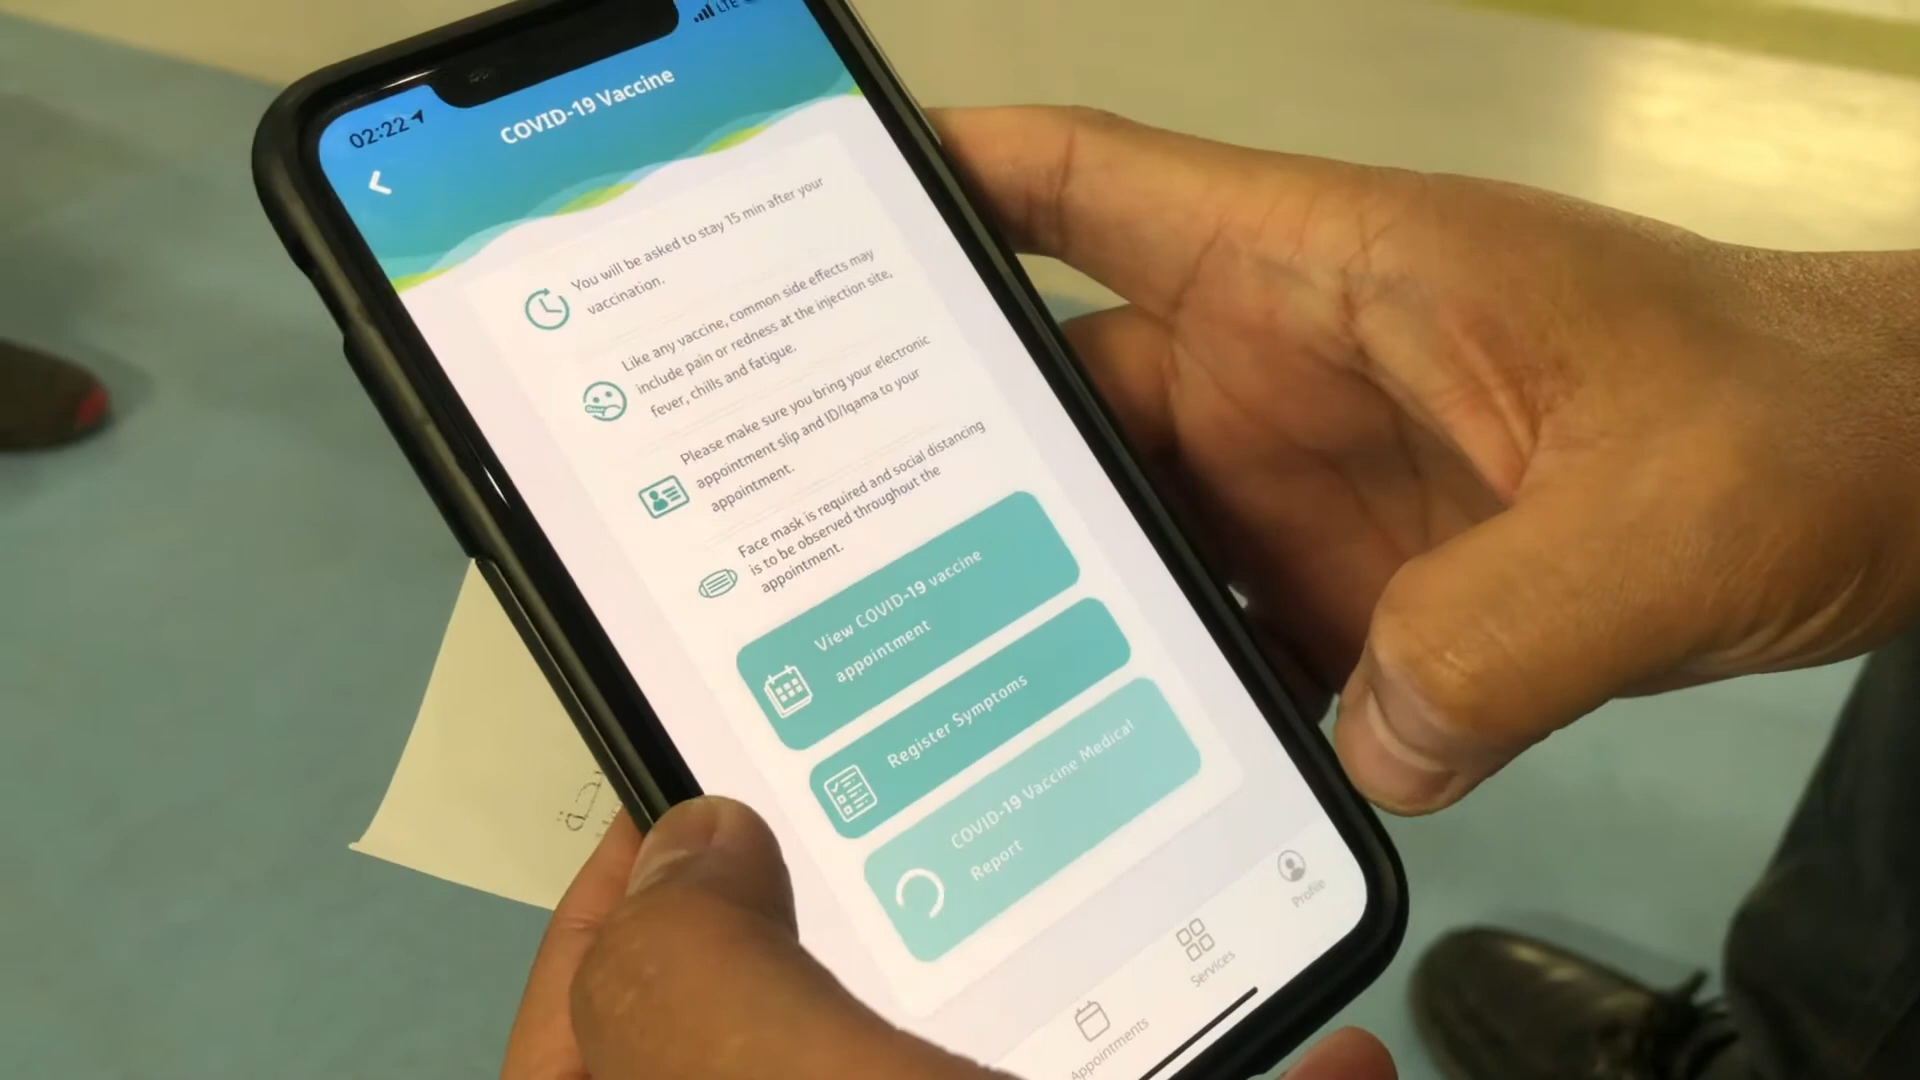 LTE
02:22
COVID-19 Vaccine
You will be asked to stay 15 min after your
vaccination.
Like any vaccine, common side effects may
include pain or redness at the injection site,
fever, chills and fatigue.
Please make sure you bring your electronic
appointment slip and ID/Iqama to your
appointment.
Face mask is required and social distancing
is to be observed throughout the
appointment.
View COVID-19 vaccine
appointment
Register Symptoms
COVID-19 Vaccine Medical
Report
Appointments
Services
Profile